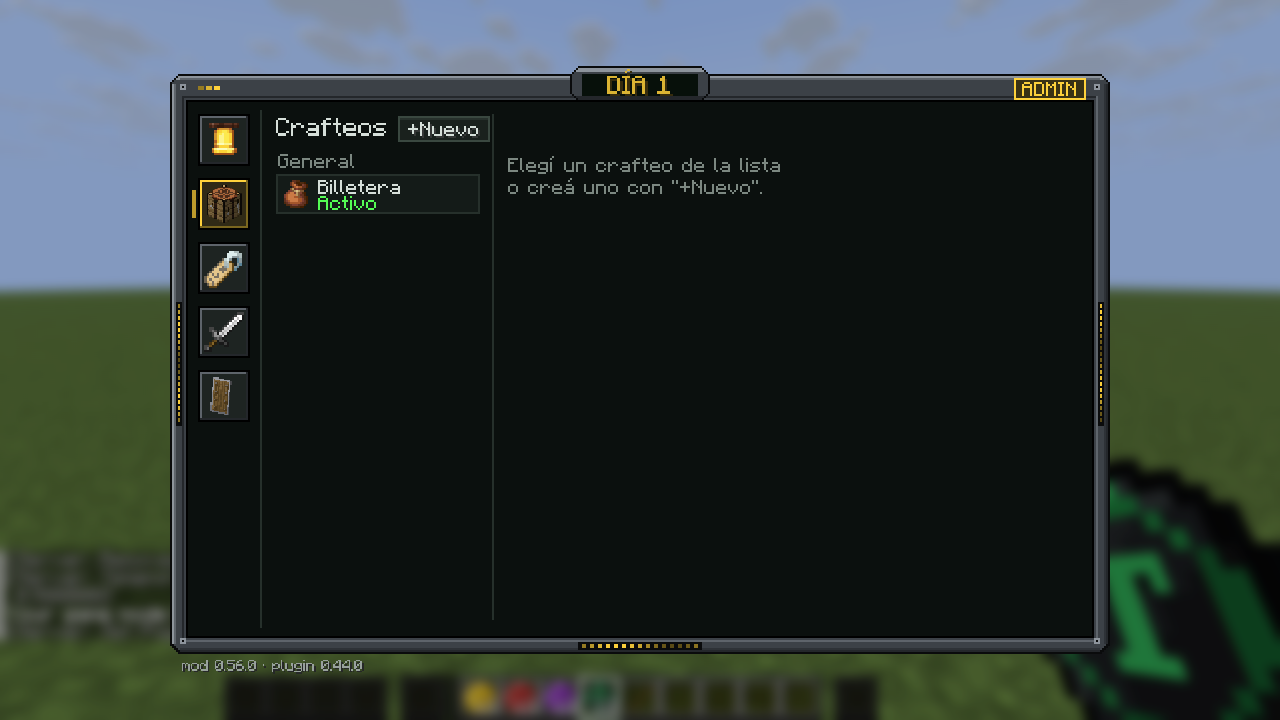 DÍA 1
ADMIN
Crafteos
+Nuevo
General
Billetera
Activo
Elegí un crafteo de la lista
o creá uno con "+Nuevo".
mod 0.56.0 · plugin 0.44.0